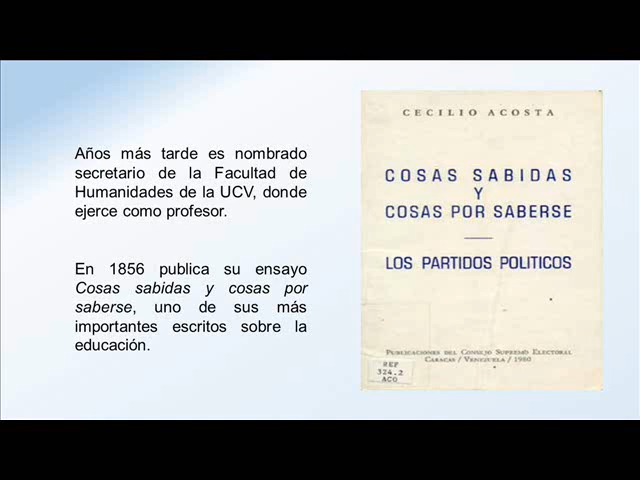 Años más tarde es nombrado
secretario de la Facultad de
Humanidades de la UCV, donde
ejerce como profesor.
En 1856 publica su ensayo
Cosas sabidas y cosas por
saberse, uno de sus más
importantes escritos sobre la
educación.
CECILIO ACOSTA
COSAS SABIDAS
Y
COSAS POR SABERSE
LOS PARTIDOS POLITICOS
PUBLICACIONES DEL CONSEJO SUPREMO ELECTORAL
CARACAS / VENEZUELA / 1980
REF
324.2
ACO